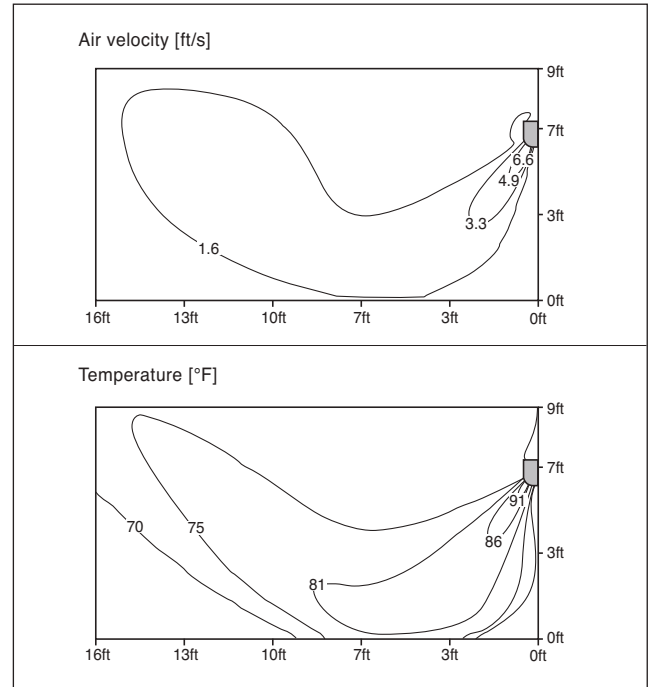 Air velocity [ft/s]
9ft
7ft
6.6
4.9
3.3
3ft
1.6
0ft
16ft 13ft 10ft 7ft 3ft 0ft
Temperature [°F]
9ft
7ft
91
70 75 86
3ft
81
0ft
16ft 13ft 10ft 7ft 3ft 0ft